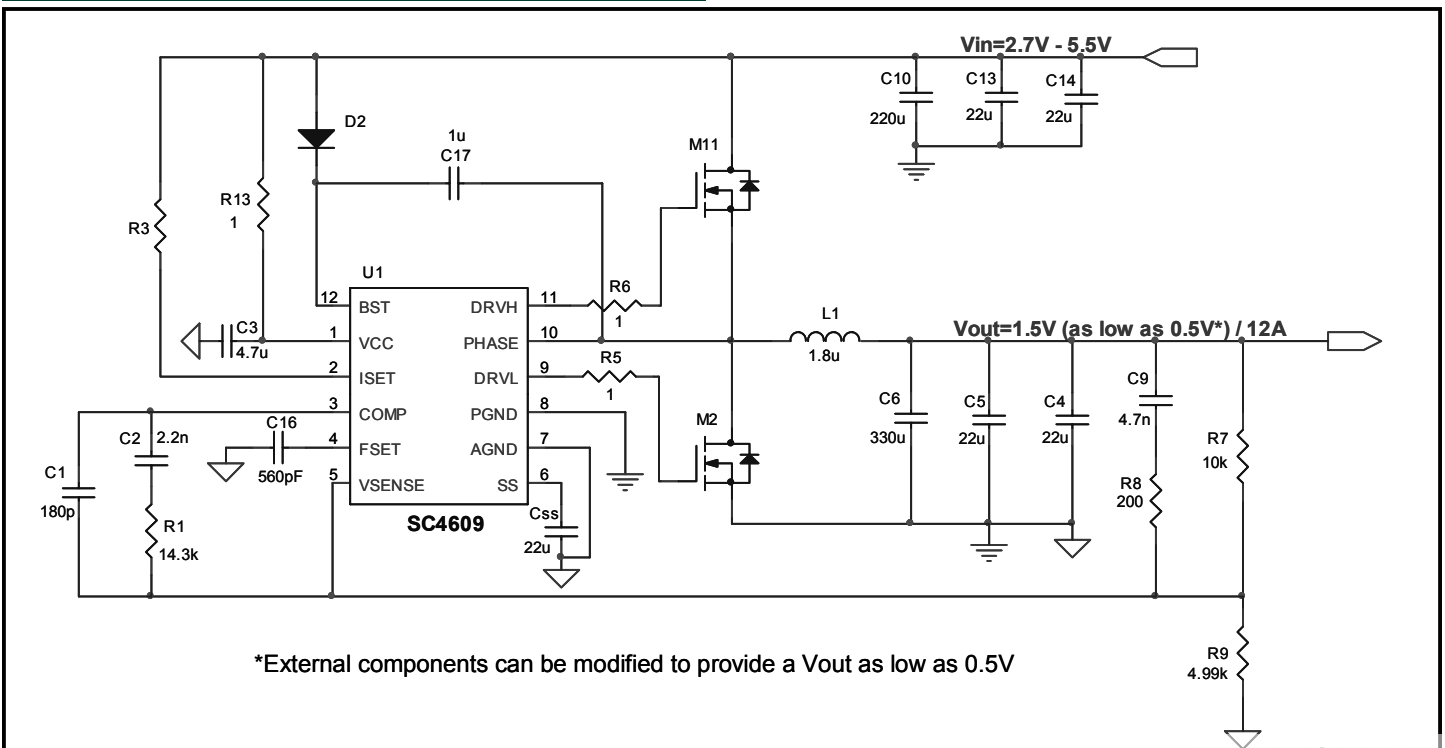 Vin=2.7V - 5.5V
C10
220u
C13
22u
C14
22u
D2
1u
C17
M11
R13
1
R3
U1
R6
1
12
BST
DRVH
11
L1
1.8u
Vout=1.5V (as low as 0.5V*) / 12A
C3
4.7u
1
VCC
PHASE
10
R5
1
2
ISET
DRVL
9
3
COMP
PGND
8
M2
C6
330u
C5
22u
C4
22u
C9
4.7n
R7
10k
C2
2.2n
C16
560pF
4
FSET
AGND
7
C1
180p
5
VSENSE
SS
6
R8
200
R1
14.3k
SC4609
Css
22u
*External components can be modified to provide a Vout as low as 0.5V
R9
4.99k